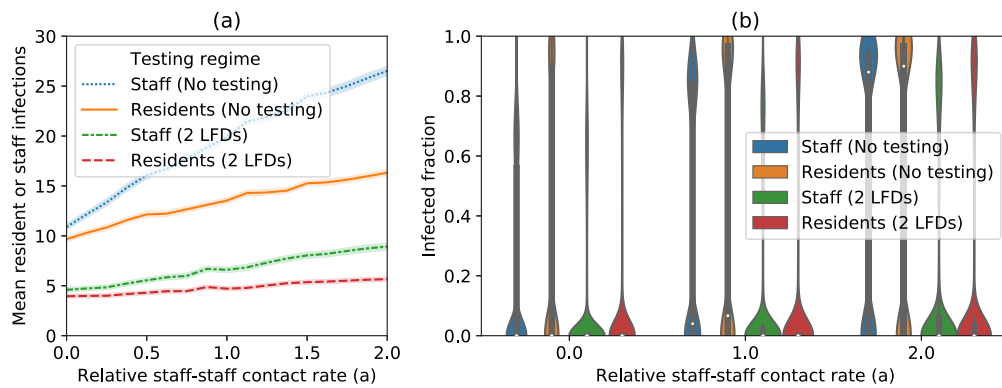 (a)
30
25
20
15
10
5
0
Mean resident or staff infections
Testing regime
Staff (No testing)
Residents (No testing)
Staff (2 LFDs)
Residents (2 LFDs)
0.0 0.5 1.0 1.5 2.0
Relative staff-staff contact rate (a)
(b)
1.0
0.8
0.6
0.4
0.2
0.0
Infected fraction
Staff (No testing)
Residents (No testing)
Staff (2 LFDs)
Residents (2 LFDs)
0.0 1.0 2.0
Relative staff-staff contact rate (a)